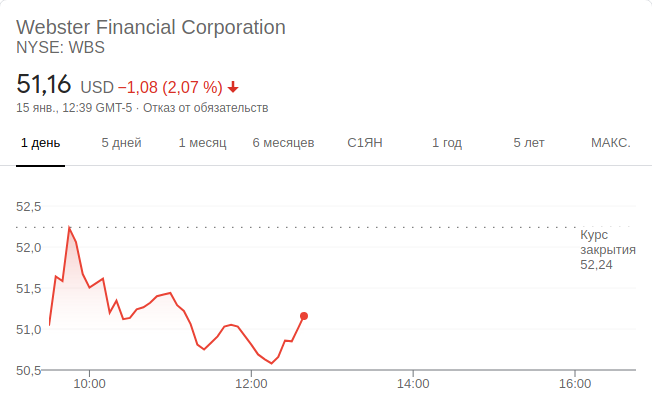 Webster Financial Corporation
NYSE: WBS
51,16 USD −1,08 (2,07 %)
15 янв., 12:39 GMT-5 · Отказ от обязательств
1 день 5 дней 1 месяц 6 месяцев С1ЯН 1 год 5 лет МАКС.
52,5
Курс
закрытия
52,24
52,0
51,5
51,0
50,5
10:00 12:00 14:00 16:00